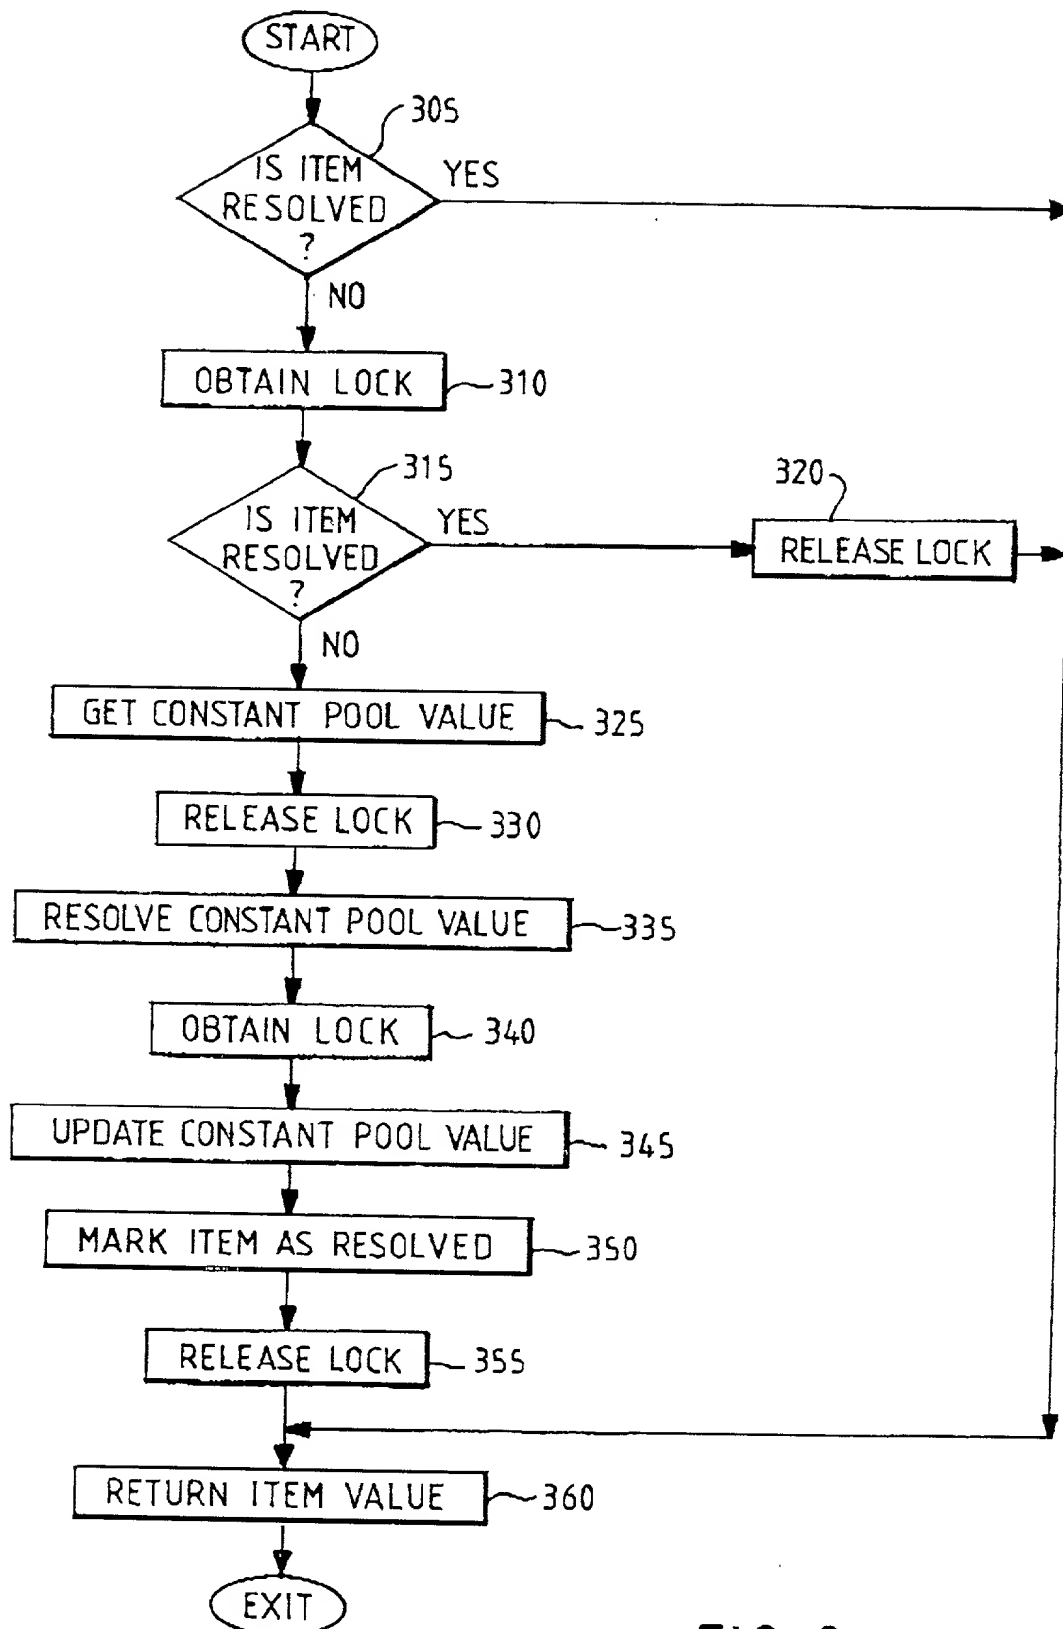 START
305
IS ITEM
RESOLVED
?
YES
NO
OBTAIN LOCK
310
315
IS ITEM
RESOLVED
?
YES
320
RELEASE LOCK
NO
GET CONSTANT POOL VALUE
325
RELEASE LOCK
330
RESOLVE CONSTANT POOL VALUE
335
OBTAIN LOCK
340
UPDATE CONSTANT POOL VALUE
345
MARK ITEM AS RESOLVED
350
RELEASE LOCK
355
RETURN ITEM VALUE
360
EXIT